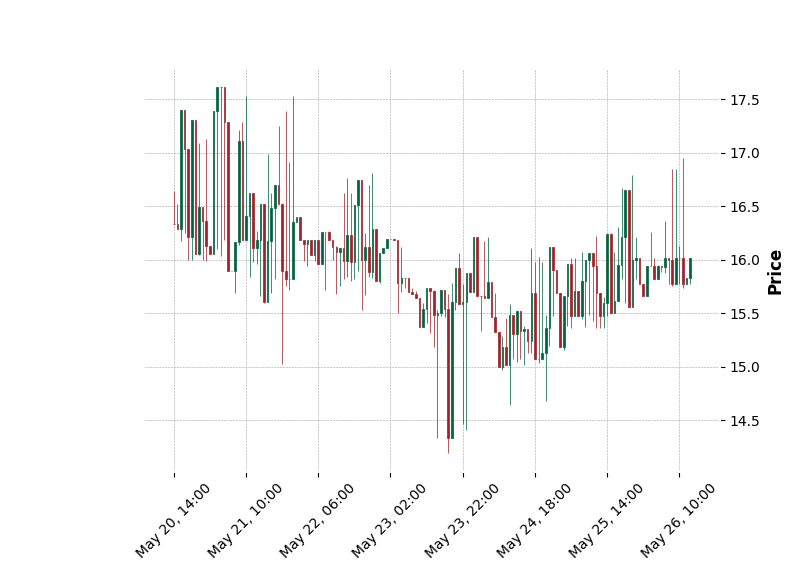 17.5
17.0
16.5
16.0
15.5
15.0
14.5
Price
May 20, 14:00
May 21, 10:00
May 22, 06:00
May 23, 02:00
May 23, 22:00
May 24, 18:00
May 25, 14:00
May 26, 10:00